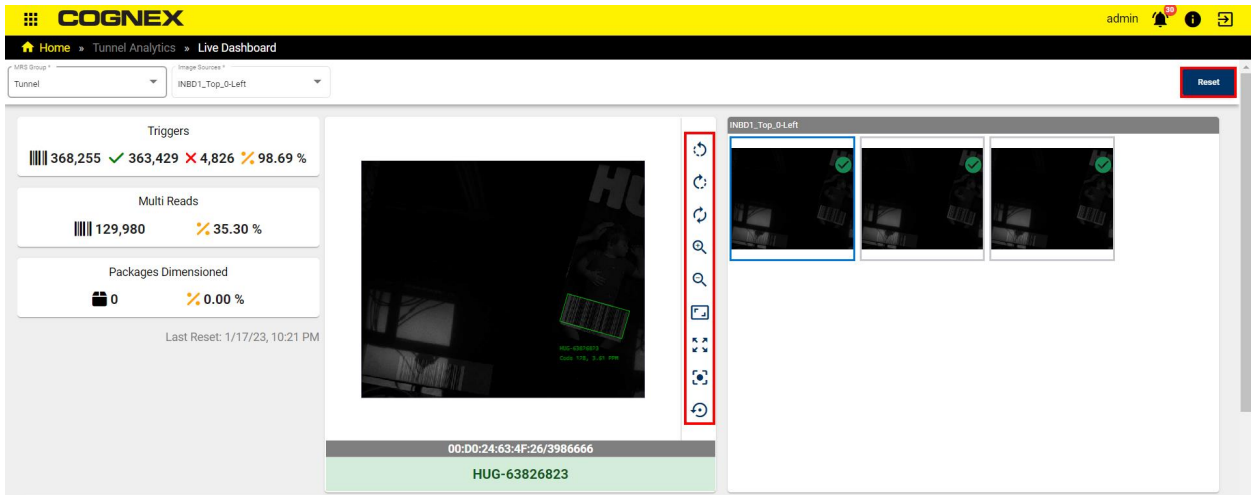 COGNEX
admin
30
Home » Tunnel Analytics » Live Dashboard
MRS Group *
Tunnel
Image Sources *
INBD1_Top_0-Left
Reset
Triggers
368,255 363,429 4,826 98.69 %
Multi Reads
129,980 35.30 %
Packages Dimensioned
0 0.00 %
Last Reset: 1/17/23, 10:21 PM
HUG-63826823
00:D0:24:63:4F:26/3986666
HUG-63826823
INBD1_Top_0-Left